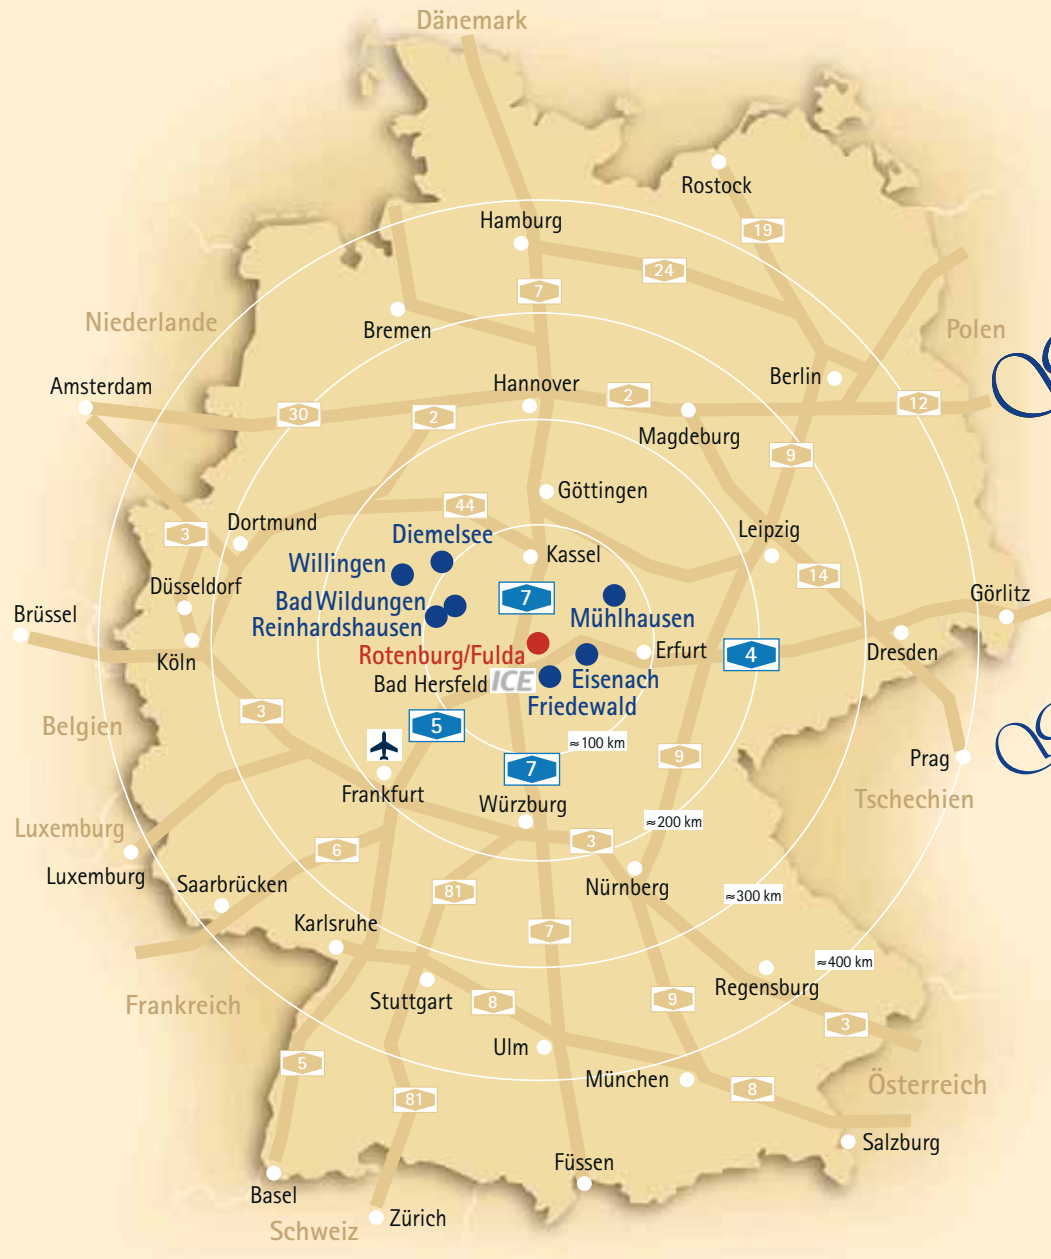 Dänemark
Rostock
Hamburg
19
24
7
Niederlande
Bremen
Polen
Amsterdam
Hannover
Berlin
30
2
2
12
Magdeburg
9
Göttingen
44
3
Dortmund
Diemelsee
Leipzig
Willingen
Kassel
14
Düsseldorf
Bad Wildungen
7
Görlitz
Brüssel
Reinhardshausen
Mühlhausen
Köln
Rotenburg/Fulda
Erfurt
4
Dresden
Bad Hersfeld ICE
Eisenach
Friedewald
3
5
Belgien
≈100 km
9
Prag
7
Frankfurt
Würzburg
Tschechien
Luxemburg
≈200 km
6
3
Luxemburg
Saarbrücken
81
Nürnberg
≈300 km
Karlsruhe
7
≈400 km
Regensburg
Frankreich
Stuttgart
8
9
3
Ulm
5
München
8
Österreich
81
Salzburg
Füssen
Basel
Zürich
Schweiz